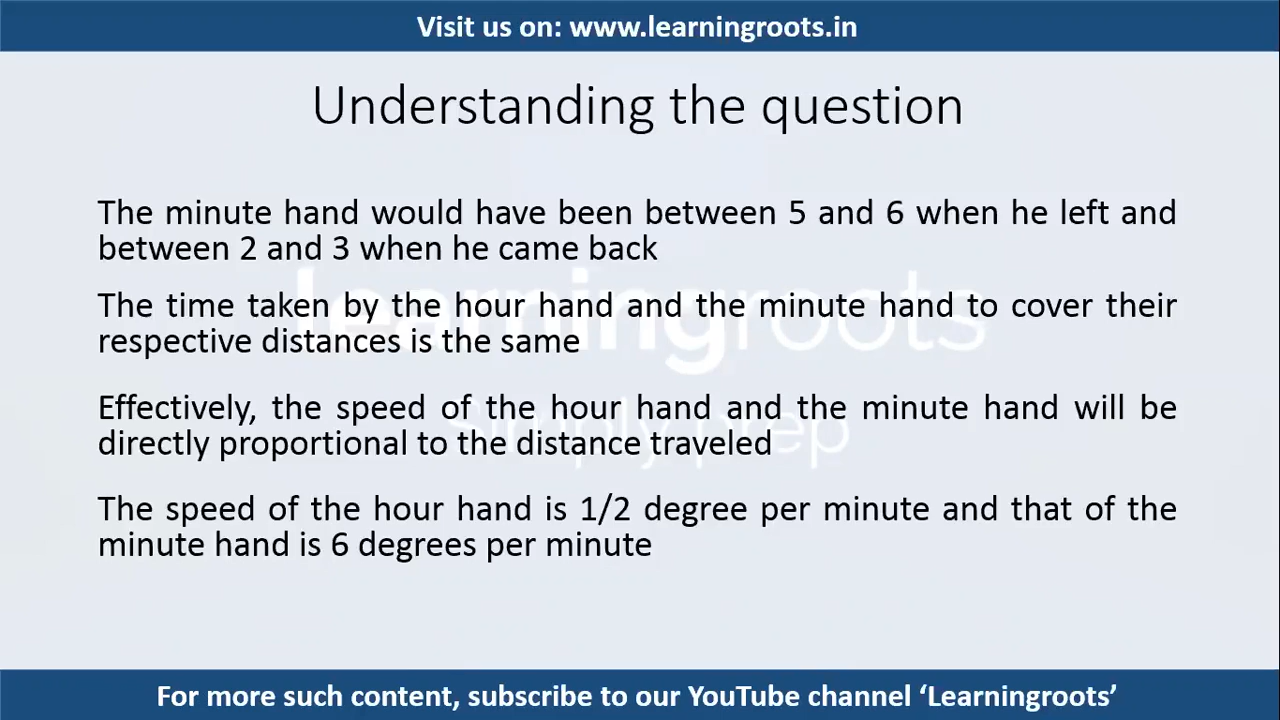 Visit us on: www.learningroots.in
Understanding the question
The minute hand would have been between 5 and 6 when he left and
between 2 and 3 when he came back
The time taken by the hour hand and the minute hand to cover their
respective distances is the same
Effectively, the speed of the hour hand and the minute hand will be
directly proportional to the distance traveled
The speed of the hour hand is 1/2 degree per minute and that of the
minute hand is 6 degrees per minute
learningroots
Simply prep
For more such content, subscribe to our YouTube channel ‘Learningroots’